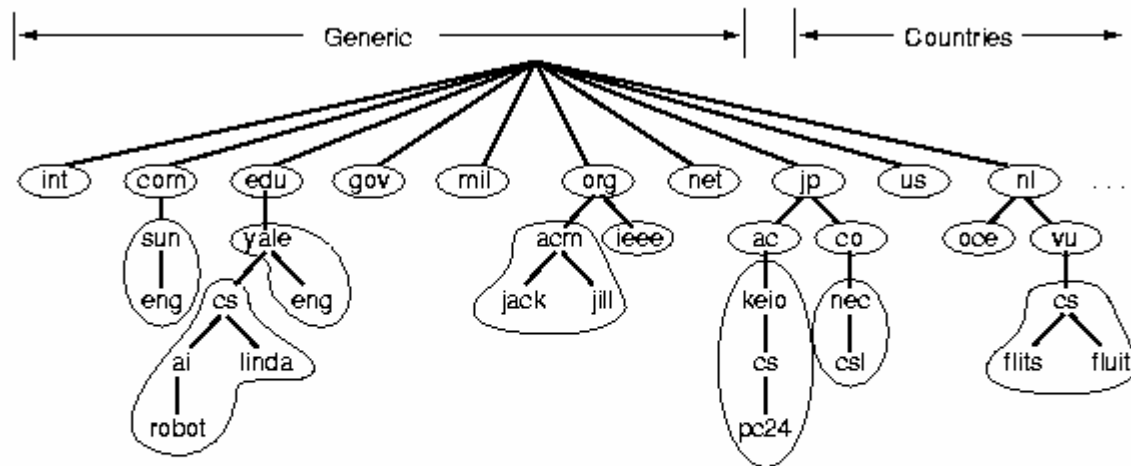 Generic Countries
int com edu gov mil org net jp us nl ....
sun yale acm ieee ac co oce vu
eng cs eng jack jill keio nec cs
ai linda cs csl flits fluit
robot pc24